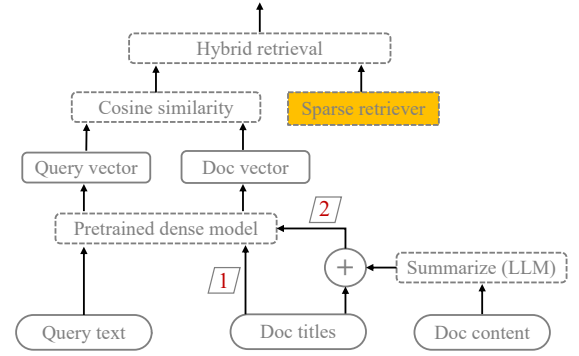 Hybrid retrieval
Cosine similarity
Sparse retriever
Query vector
Doc vector
2
Pretrained dense model
1
+
Summarize (LLM)
Query text
Doc titles
Doc content